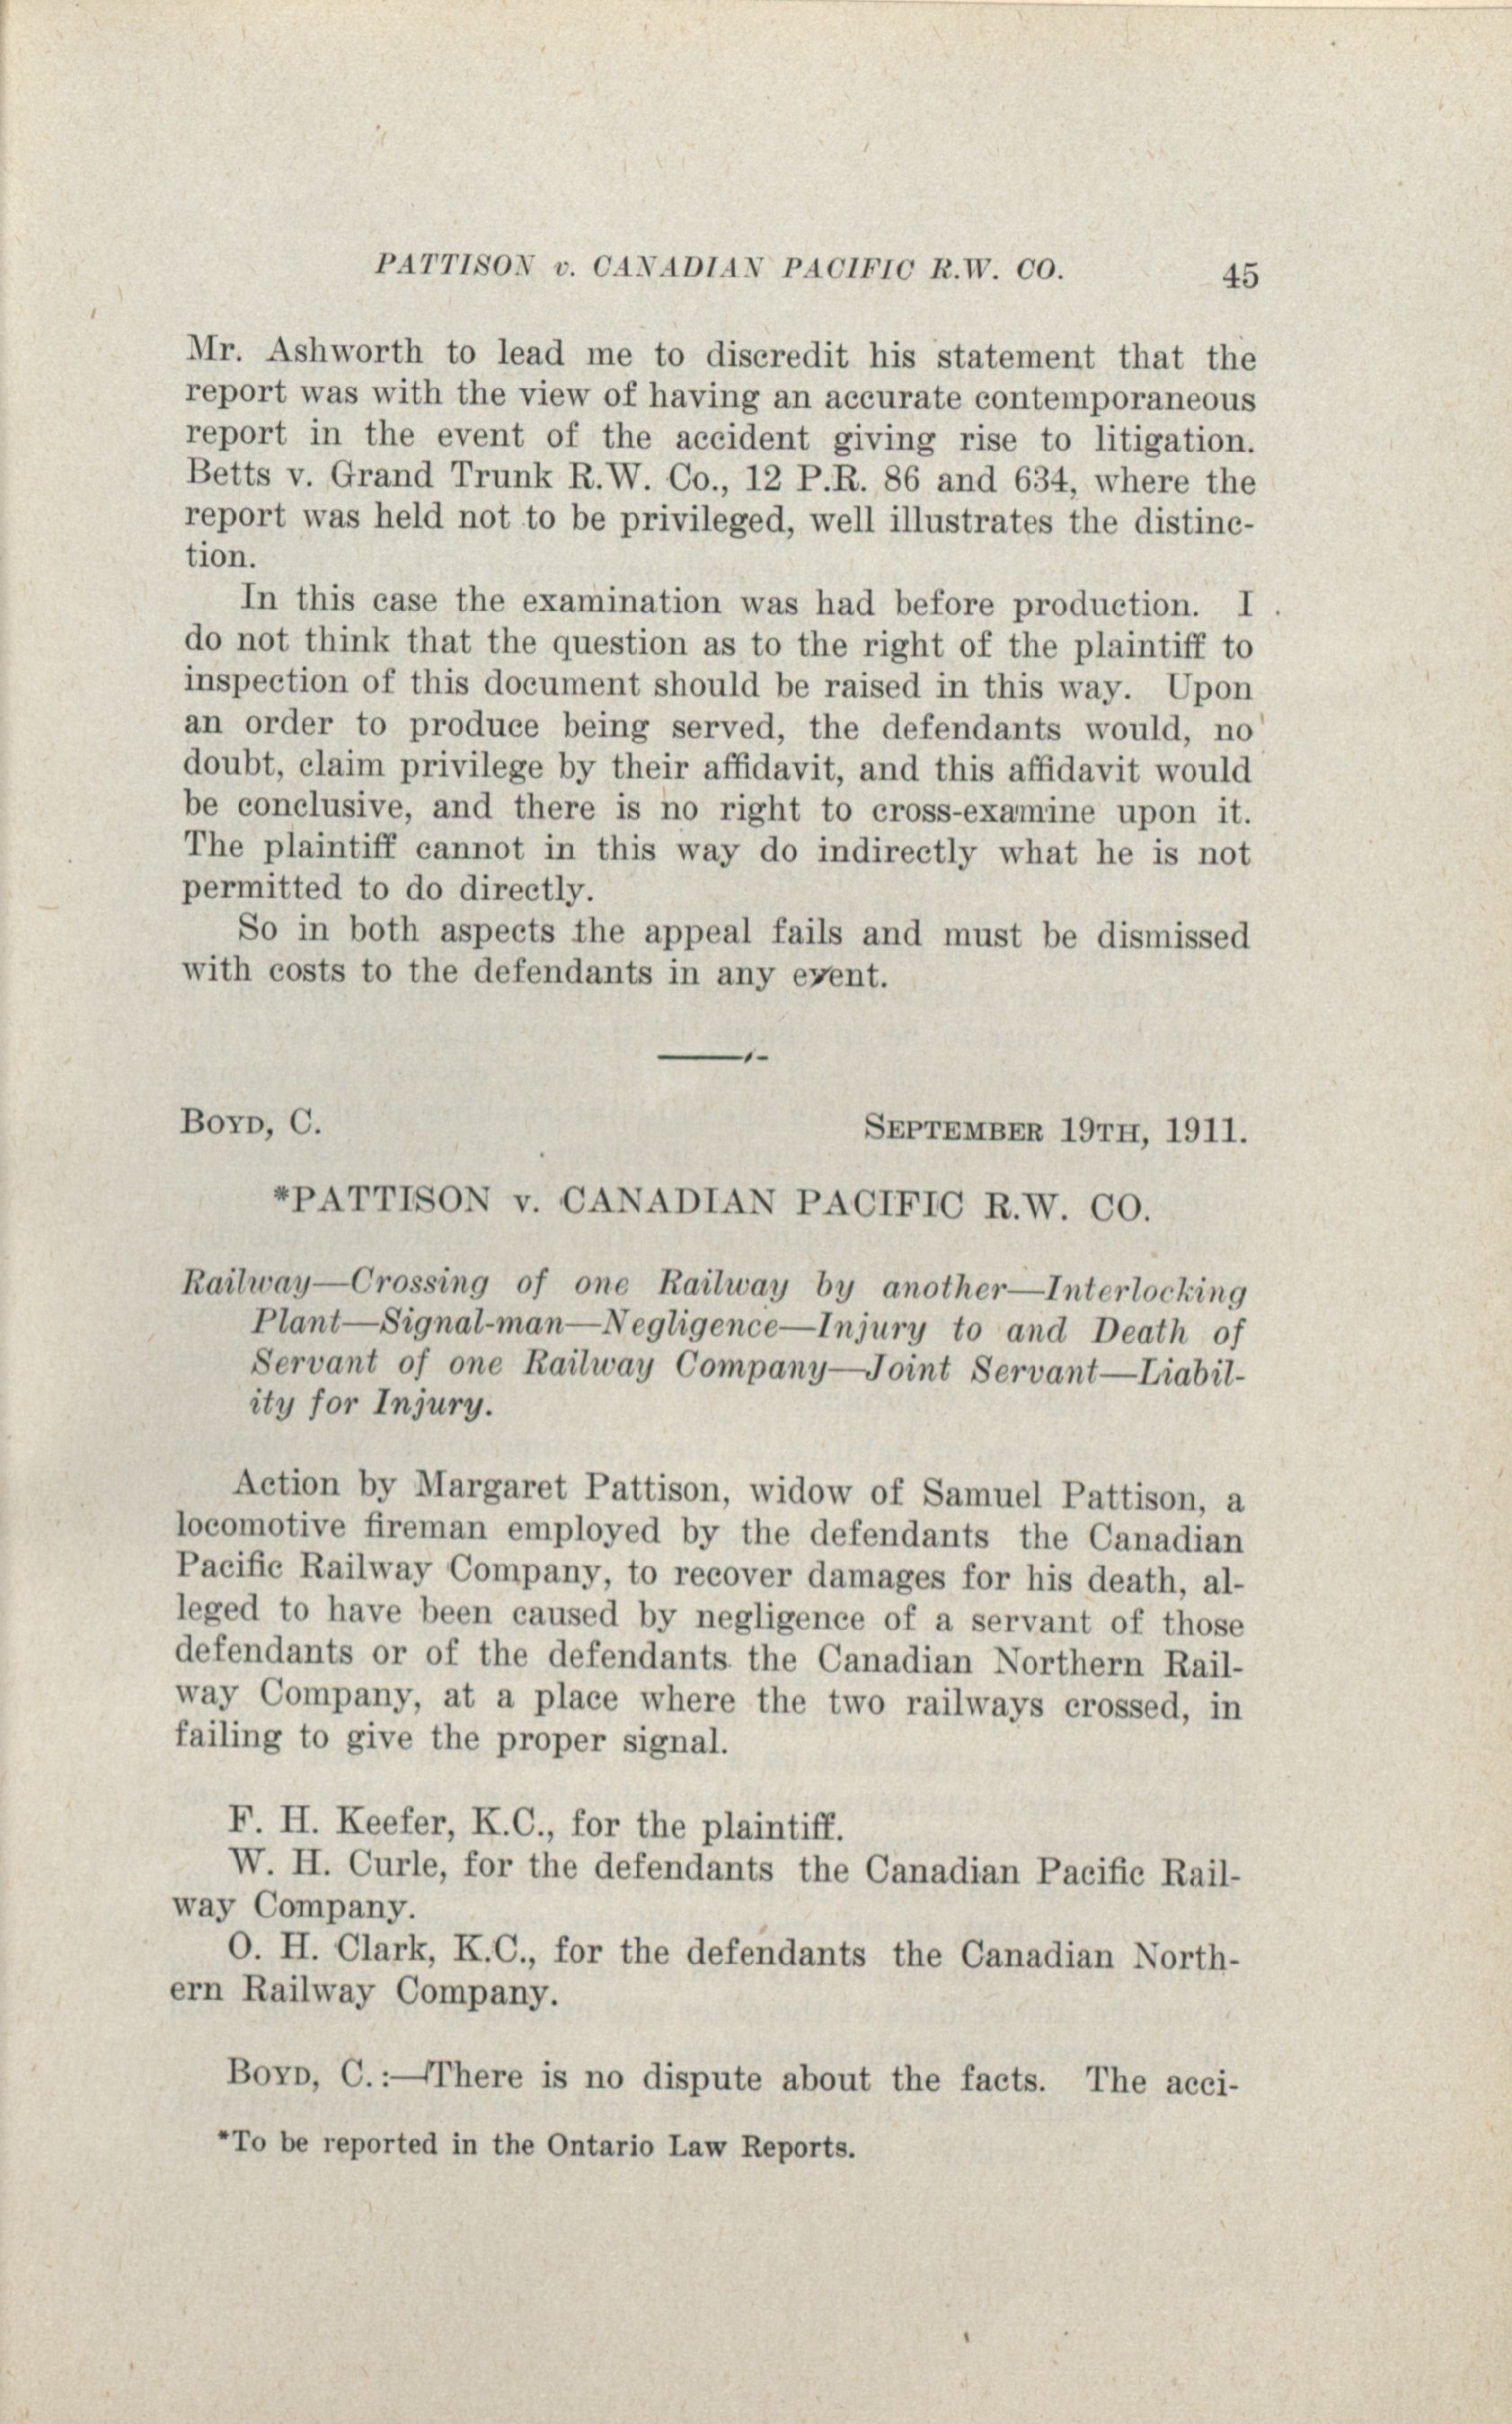 PATTISON v. CANADIAN PACIFIC R.W. CO. 45
Mr. Ashworth to lead me to discredit his statement that the
report was with the view of having an accurate contemporaneous
report in the event of the accident giving rise to litigation.
Betts v. Grand Trunk R.W. Co., 12 P.R. 86 and 634, where the
report was held not to be privileged, well illustrates the distinc-
tion.
In this case the examination was had before production. I
do not think that the question as to the right of the plaintiff to
inspection of this document should be raised in this way. Upon
an order to produce being served, the defendants would, no
doubt, claim privilege by their affidavit, and this affidavit would
be conclusive, and there is no right to cross-examine upon it.
The plaintiff cannot in this way do indirectly what he is not
permitted to do directly.
So in both aspects the appeal fails and must be dismissed
with costs to the defendants in any event.
BOYD, C. SEPTEMBER 19TH, 1911.
*PATTISON v. CANADIAN PACIFIC R.W. CO.
Railway—Crossing of one Railway by another—Interlocking
Plant—Signal-man—Negligence—Injury to and Death of
Servant of one Railway Company—Joint Servant—Liabil-
ity for Injury.
Action by Margaret Pattison, widow of Samuel Pattison, a
locomotive fireman employed by the defendants the Canadian
Pacific Railway Company, to recover damages for his death, al-
leged to have been caused by negligence of a servant of those
defendants or of the defendants the Canadian Northern Rail-
way Company, at a place where the two railways crossed, in
failing to give the proper signal.
F. H. Keefer, K.C., for the plaintiff.
W. H. Curle, for the defendants the Canadian Pacific Rail-
way Company.
O. H. Clark, K.C., for the defendants the Canadian North-
ern Railway Company.
BOYD, C.:—There is no dispute about the facts. The acci-
*To be reported in the Ontario Law Reports.